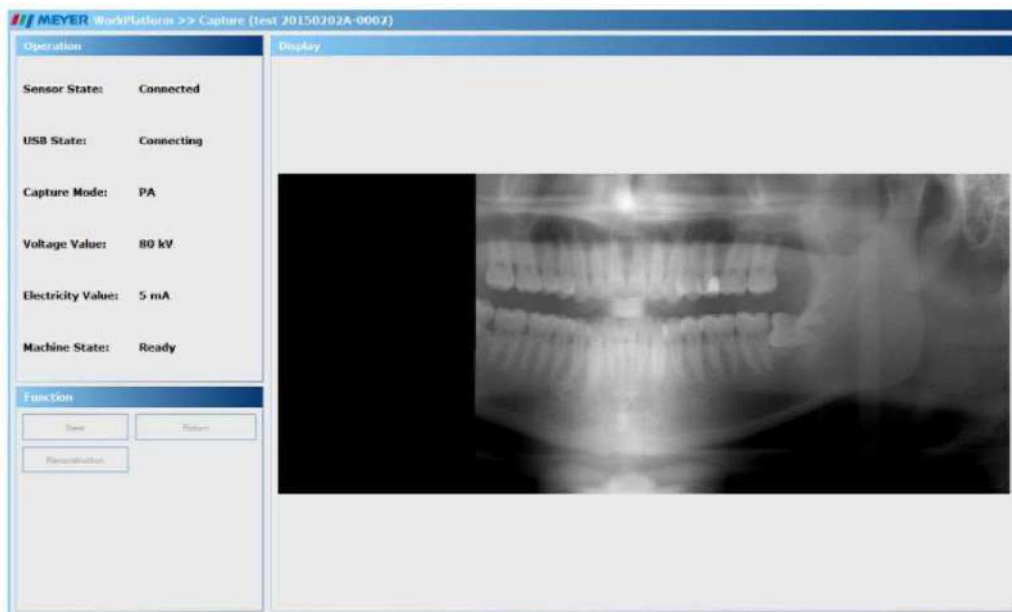 MEYER WorkPlatform >> Capture (test 20150202A-0002)
Operation
Display
Sensor State: Connected
USB State: Connecting
Capture Mode: PA
Voltage Value: 80 kV
Electricity Value: 5 mA
Machine State: Ready
Function
Save Return
Reconstruction